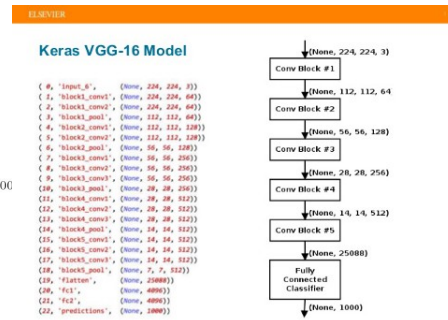 ELSEVIER
Keras VGG-16 Model
( 0, 'input_6', (None, 224, 224, 3))
( 1, 'block1_conv1', (None, 224, 224, 64))
( 2, 'block1_conv2', (None, 224, 224, 64))
( 3, 'block1_pool', (None, 112, 112, 64))
( 4, 'block2_conv1', (None, 112, 112, 128))
( 5, 'block2_conv2', (None, 112, 112, 128))
( 6, 'block2_pool', (None, 56, 56, 128))
( 7, 'block3_conv1', (None, 56, 56, 256))
( 8, 'block3_conv2', (None, 56, 56, 256))
( 9, 'block3_conv3', (None, 56, 56, 256))
(10, 'block3_pool', (None, 28, 28, 256))
(11, 'block4_conv1', (None, 28, 28, 512))
(12, 'block4_conv2', (None, 28, 28, 512))
(13, 'block4_conv3', (None, 28, 28, 512))
(14, 'block4_pool', (None, 14, 14, 512))
(15, 'block5_conv1', (None, 14, 14, 512))
(16, 'block5_conv2', (None, 14, 14, 512))
(17, 'block5_conv3', (None, 14, 14, 512))
(18, 'block5_pool', (None, 7, 7, 512))
(19, 'flatten', (None, 25088))
(20, 'fc1', (None, 4096))
(21, 'fc2', (None, 4096))
(22, 'predictions', (None, 1000))
00
(None, 224, 224, 3)
Conv Block #1
(None, 112, 112, 64
Conv Block #2
(None, 56, 56, 128)
Conv Block #3
(None, 28, 28, 256)
Conv Block #4
(None, 14, 14, 512)
Conv Block #5
(None, 25088)
Fully
Connected
Classifier
(None, 1000)